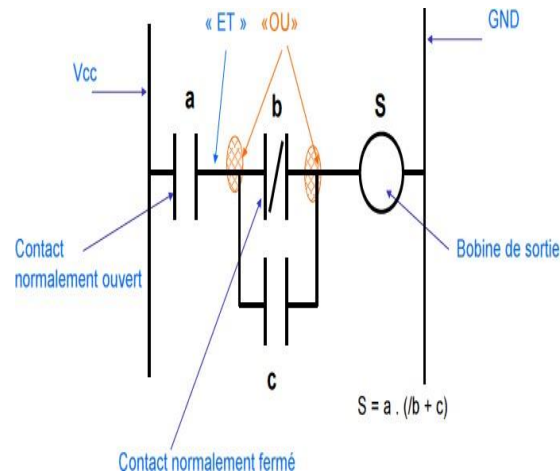 « ET » «OU»
GND
Vcc
a
b
S
Contact
normalement ouvert
Bobine de sortie
c
S = a . (/b + c)
Contact normalement fermé